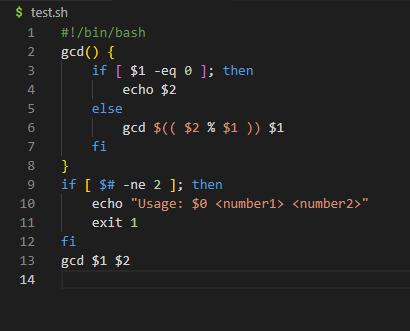 $ test.sh
1 #!/bin/bash
2 gcd() {
3     if [ $1 -eq 0 ]; then
4         echo $2
5     else
6         gcd $(( $2 % $1 )) $1
7     fi
8 }
9 if [ $# -ne 2 ]; then
10     echo "Usage: $0 <number1> <number2>"
11     exit 1
12 fi
13 gcd $1 $2
14